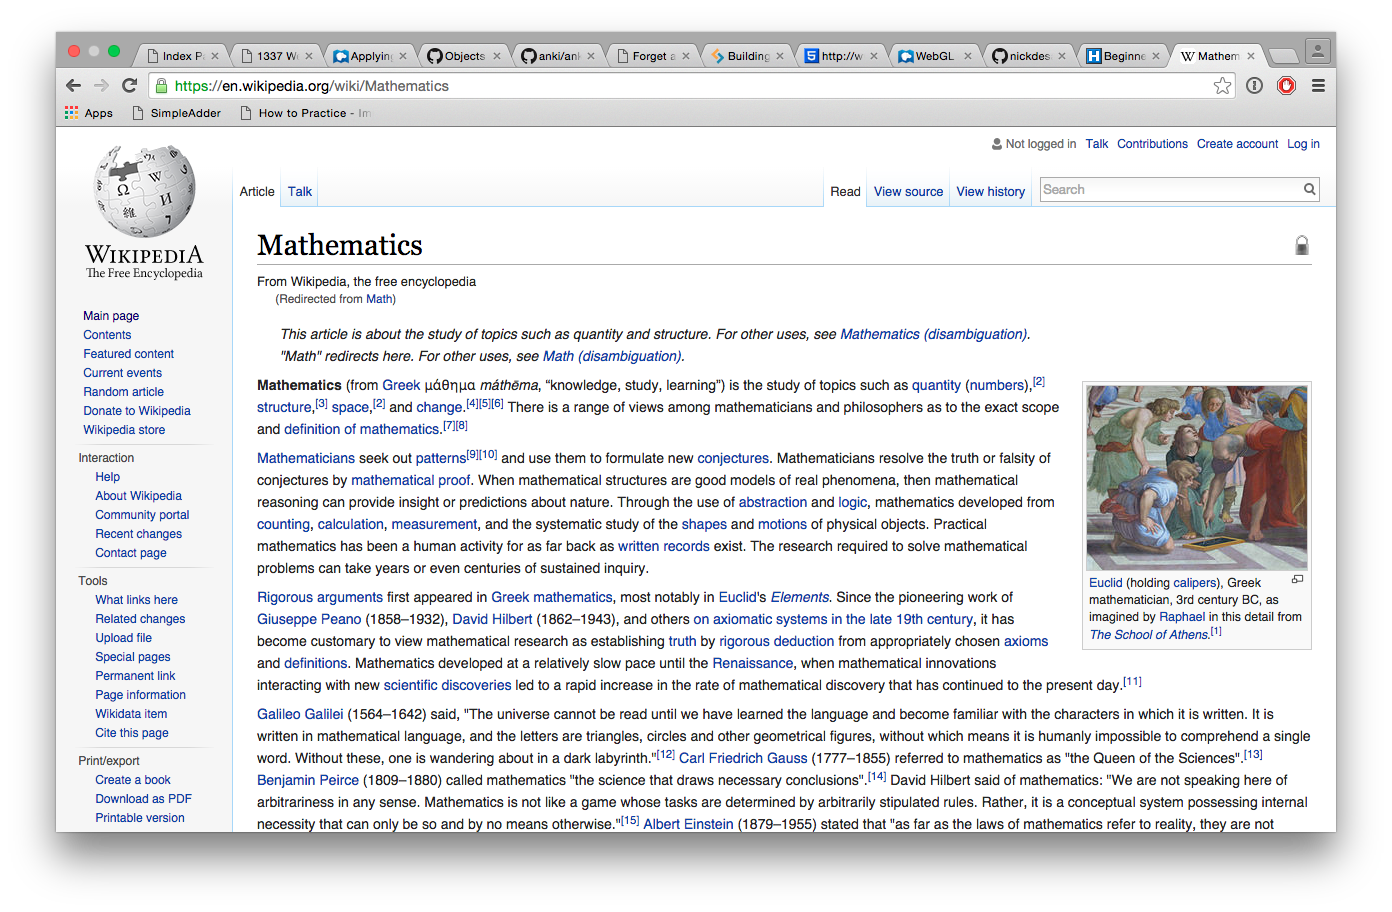 Index P
1337 W
Applying
Objects
anki/anl
Forget a
Building
http://w
WebGL
nickdes
Beginne
Mathem
https://en.wikipedia.org/wiki/Mathematics
Apps
SimpleAdder
How to Practice - Im
Not logged in Talk Contributions Create account Log in
Article Talk
Read View source View history
Search
WIKIPEDIA
The Free Encyclopedia
Main page
Contents
Featured content
Current events
Random article
Donate to Wikipedia
Wikipedia store
Interaction
Help
About Wikipedia
Community portal
Recent changes
Contact page
Tools
What links here
Related changes
Upload file
Special pages
Permanent link
Page information
Wikidata item
Cite this page
Print/export
Create a book
Download as PDF
Printable version
Mathematics
From Wikipedia, the free encyclopedia
(Redirected from Math)
This article is about the study of topics such as quantity and structure. For other uses, see Mathematics (disambiguation).
"Math" redirects here. For other uses, see Math (disambiguation).
Mathematics (from Greek μάθημα máthēma, “knowledge, study, learning”) is the study of topics such as quantity (numbers),[2]
structure,[3] space,[2] and change.[4][5][6] There is a range of views among mathematicians and philosophers as to the exact scope
and definition of mathematics.[7][8]
Mathematicians seek out patterns[9][10] and use them to formulate new conjectures. Mathematicians resolve the truth or falsity of
conjectures by mathematical proof. When mathematical structures are good models of real phenomena, then mathematical
reasoning can provide insight or predictions about nature. Through the use of abstraction and logic, mathematics developed from
counting, calculation, measurement, and the systematic study of the shapes and motions of physical objects. Practical
mathematics has been a human activity for as far back as written records exist. The research required to solve mathematical
problems can take years or even centuries of sustained inquiry.
Rigorous arguments first appeared in Greek mathematics, most notably in Euclid's Elements. Since the pioneering work of
Giuseppe Peano (1858–1932), David Hilbert (1862–1943), and others on axiomatic systems in the late 19th century, it has
become customary to view mathematical research as establishing truth by rigorous deduction from appropriately chosen axioms
and definitions. Mathematics developed at a relatively slow pace until the Renaissance, when mathematical innovations
interacting with new scientific discoveries led to a rapid increase in the rate of mathematical discovery that has continued to the present day.[11]
Galileo Galilei (1564–1642) said, "The universe cannot be read until we have learned the language and become familiar with the characters in which it is written. It is
written in mathematical language, and the letters are triangles, circles and other geometrical figures, without which means it is humanly impossible to comprehend a single
word. Without these, one is wandering about in a dark labyrinth."[12] Carl Friedrich Gauss (1777–1855) referred to mathematics as "the Queen of the Sciences".[13]
Benjamin Peirce (1809–1880) called mathematics "the science that draws necessary conclusions".[14] David Hilbert said of mathematics: "We are not speaking here of
arbitrariness in any sense. Mathematics is not like a game whose tasks are determined by arbitrarily stipulated rules. Rather, it is a conceptual system possessing internal
necessity that can only be so and by no means otherwise."[15] Albert Einstein (1879–1955) stated that "as far as the laws of mathematics refer to reality, they are not
Euclid (holding calipers), Greek
mathematician, 3rd century BC, as
imagined by Raphael in this detail from
The School of Athens.[1]